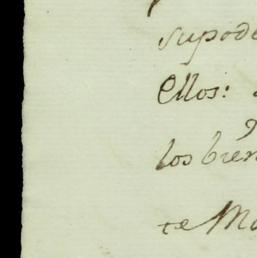 supode
Ellos:
los bien
te Ma